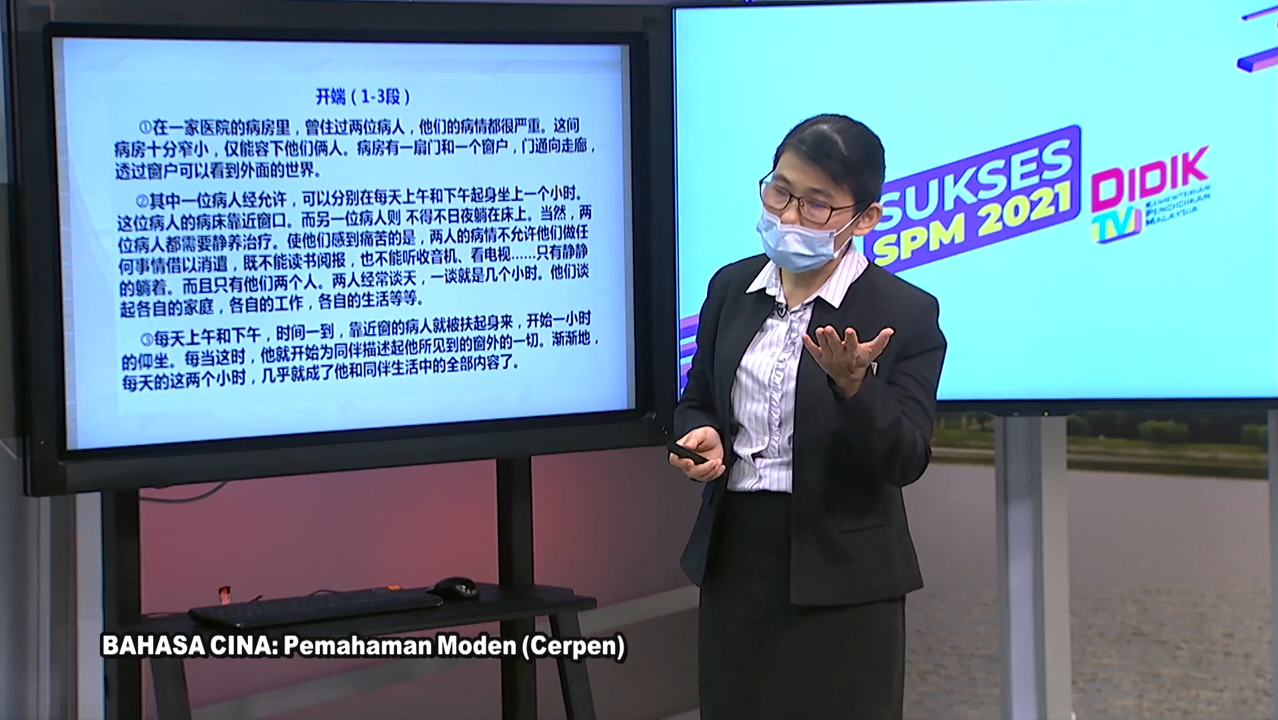 开端（1-3段）
①在一家医院的病房里，曾住过两位病人，他们的病情都很严重。这间
病房十分窄小，仅能容下他们俩人。病房有一扇门和一个窗户，门通向走廊，
透过窗户可以看到外面的世界。
②其中一位病人经允许，可以分别在每天上午和下午起身坐上一个小时。
这位病人的病床靠近窗口。而另一位病人则 不得不日夜躺在床上。当然，两
位病人都需要静养治疗。使他们感到痛苦的是，两人的病情不允许他们做任
何事情借以消遣，既不能读书阅报，也不能听收音机、看电视……只有静静
的躺着。而且只有他们两个人。两人经常谈天，一谈就是几个小时。他们谈
起各自的家庭，各自的工作，各自的生活等等。
③每天上午和下午，时间一到，靠近窗的病人就被扶起身来，开始一小时
的仰坐。每当这时，他就开始为同伴描述起他所见到的窗外的一切。渐渐地，
每天的这两个小时，几乎就成了他和同伴生活中的全部内容了。
SUKSES
SPM 2021
DIDIK
TV
KEMENTERIAN
PENDIDIKAN
MALAYSIA
BAHASA CINA: Pemahaman Moden (Cerpen)